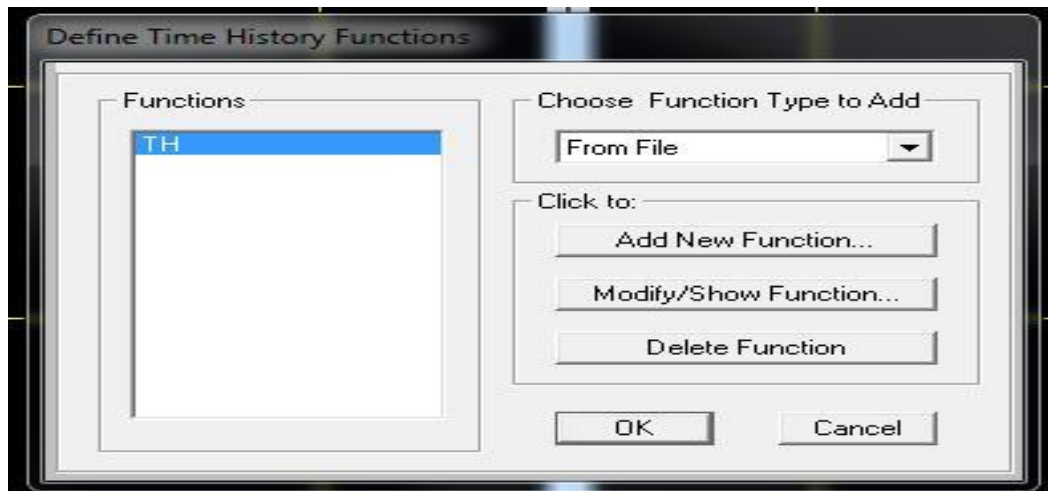 Define Time History Functions
Functions
TH
Choose Function Type to Add
From File
Click to:
Add New Function...
Modify/Show Function...
Delete Function
OK
Cancel